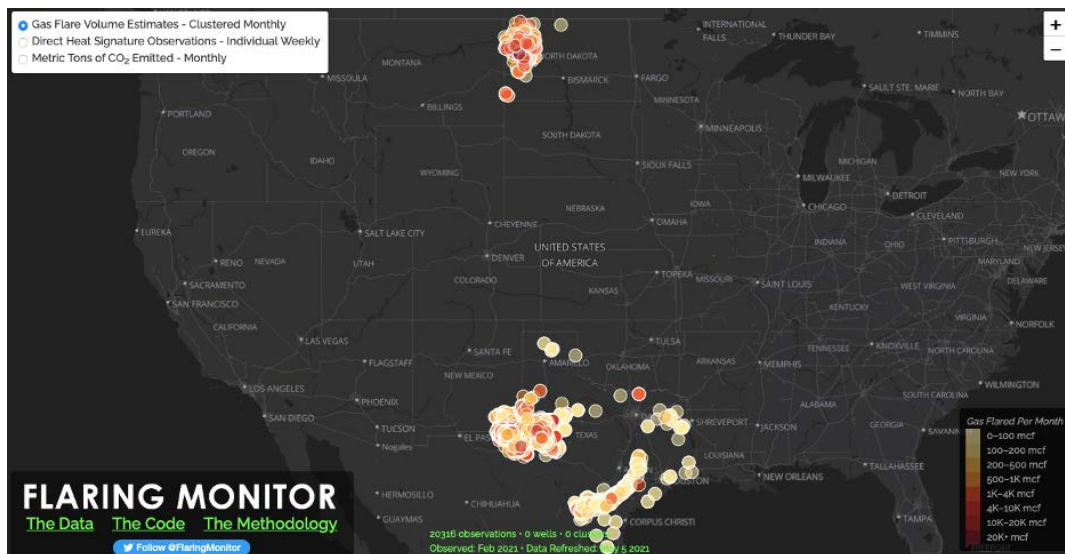 Gas Flare Volume Estimates - Clustered Monthly
Direct Heat Signature Observations - Individual Weekly
Metric Tons of CO₂ Emitted - Monthly
+
−
INTERNATIONAL FALLS
THUNDER BAY
TIMMINS
MONTANA
NORTH DAKOTA
MISSOULA
BISMARCK
FARGO
SAULT STE. MARIE
NORTH BAY
BILLINGS
MINNESOTA
PORTLAND
MINNEAPOLIS
OTTAWA
SOUTH DAKOTA
OREGON
IDAHO
SIOUX FALLS
MICHIGAN
WYOMING
MILWAUKEE
NEW YORK
DETROIT
IOWA
CHICAGO
NEBRASKA
CLEVELAND
EUREKA
SALT LAKE CITY
CHEYENNE
OMAHA
UNITED STATES
OF AMERICA
INDIANA
OHIO
PITTSBURGH
NEW JERSEY
RENO
NEVADA
UTAH
DENVER
MARYLAND
COLORADO
TOPEKA
MISSOURI
SAINT LOUIS
WEST VIRGINIA
DELAWARE
SACRAMENTO
SAN FRANCISCO
KANSAS
KENTUCKY
VIRGINIA
CALIFORNIA
NORFOLK
LAS VEGAS
TULSA
TENNESSEE
KNOXVILLE
NORTH CAROLINA
SANTA FE
FLAGSTAFF
AMARILLO
OKLAHOMA
ARKANSAS
MEMPHIS
NEW MEXICO
LOS ANGELES
WILMINGTON
PHOENIX
SOUTH CAROLINA
SAN DIEGO
ALABAMA
TUCSON
EL PASO
TEXAS
SHREVEPORT
JACKSON
GEORGIA
SAVANN
Nogales
LOUISIANA
TALLAHASSEE
HERMOSILLO
CHIHUAHUA
NEW ORLEANS
GUAYMAS
CORPUS CHRISTI
TAMPA
Gas Flared Per Month
0–100 mcf
100–200 mcf
200–500 mcf
500–1K mcf
1K–4K mcf
4K–10K mcf
10K–20K mcf
20K+ mcf
FLARING MONITOR
The Data The Code The Methodology
Follow @FlaringMonitor
20316 observations • 0 wells • 0
Observed: Feb 2021 • Data Refreshed: 5 2021